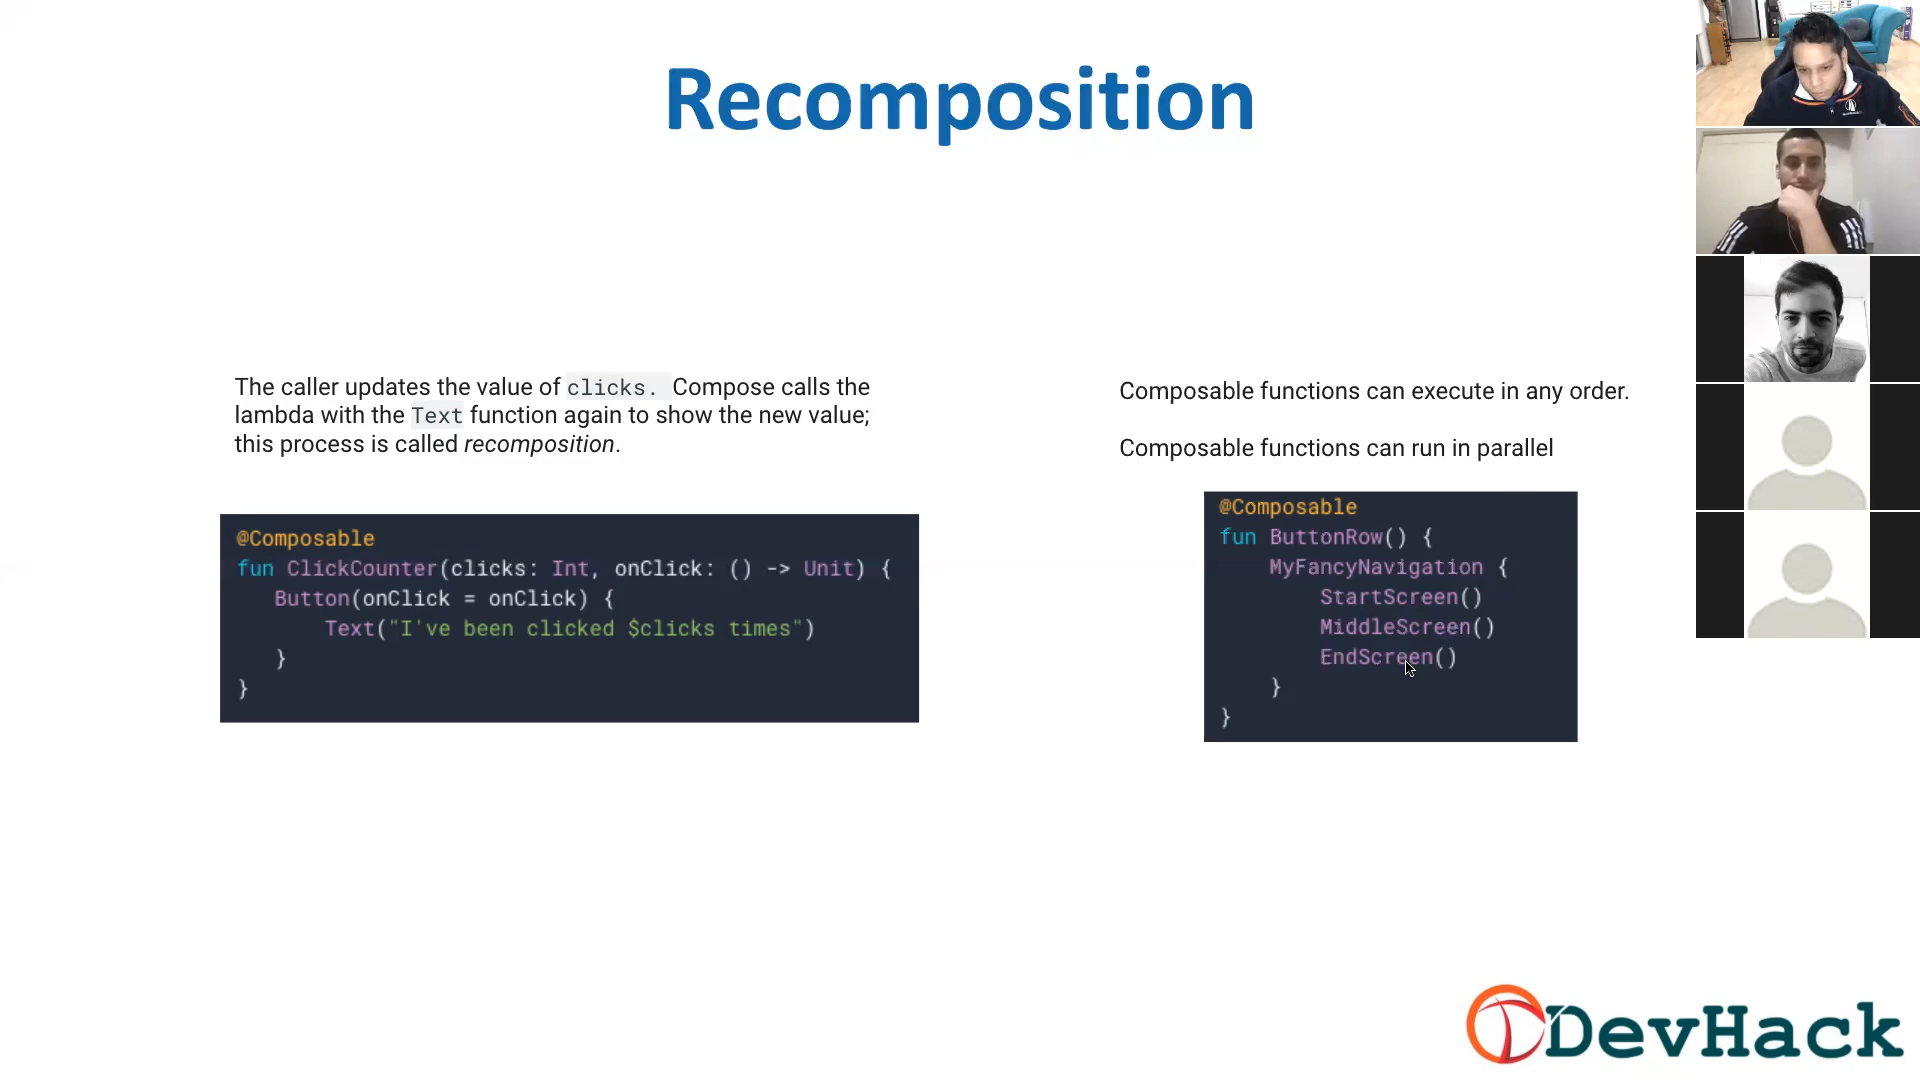 Recomposition
The caller updates the value of clicks. Compose calls the
lambda with the Text function again to show the new value;
this process is called recomposition.
@Composable
fun ClickCounter(clicks: Int, onClick: () -> Unit) {
    Button(onClick = onClick) {
        Text("I've been clicked $clicks times")
    }
}
Composable functions can execute in any order.
Composable functions can run in parallel
@Composable
fun ButtonRow() {
    MyFancyNavigation {
        StartScreen()
        MiddleScreen()
        EndScreen()
    }
}
DevHack